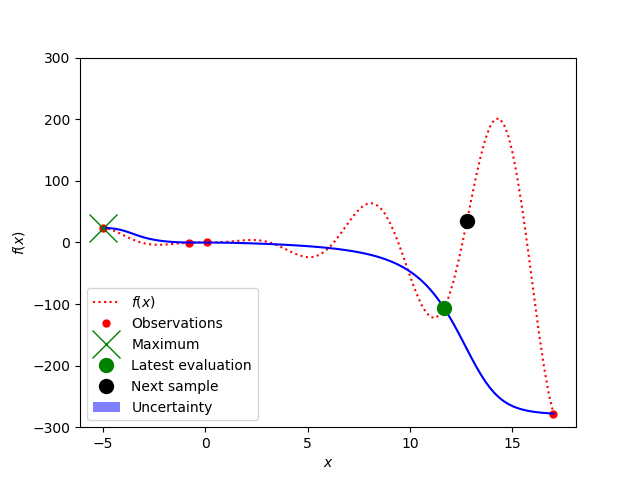 300
200
100
0
−100
−200
−300
f(x)
f(x)
Observations
Maximum
Latest evaluation
Next sample
Uncertainty
−5 0 5 10 15
x